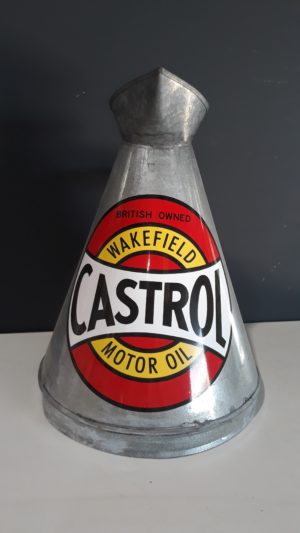 BRITISH OWNED
WAKEFIELD
CASTROL
MOTOR OIL